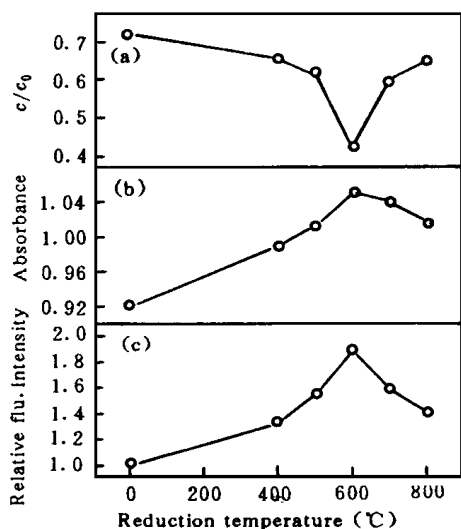 c/c₀
0.7
0.6
0.5
0.4
(a)
Absorbance
1.04
1.00
0.96
0.92
(b)
Relative flu. Intensity
2.0
1.8
1.6
1.4
1.2
1.0
(c)
0 200 400 600 800
Reduction temperature (℃)